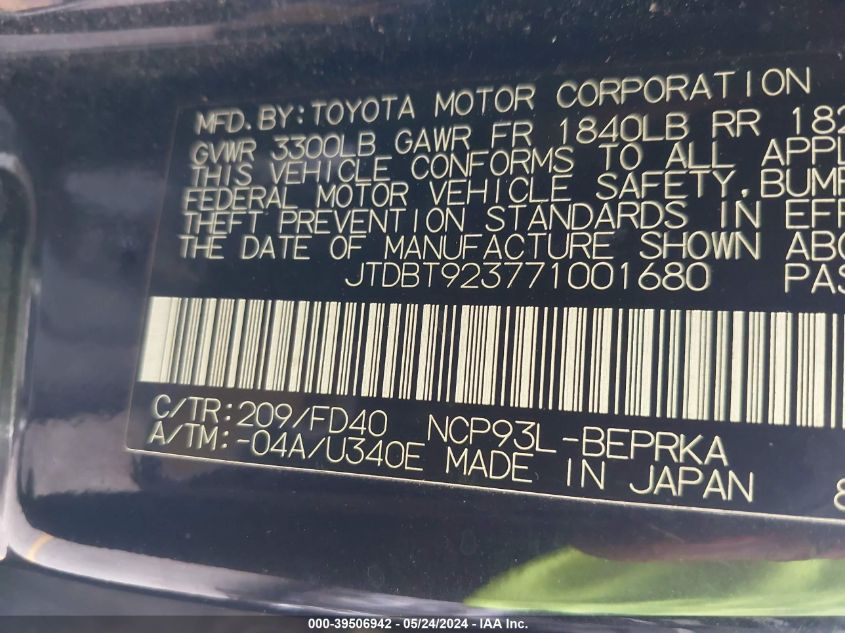 MFD. BY: TOYOTA MOTOR CORPORATION
GVWR 3300LB GAWR FR 1840LB RR 182
THIS VEHICLE CONFORMS TO ALL APPL
FEDERAL MOTOR VEHICLE SAFETY, BUMP
THEFT PREVENTION STANDARDS IN EFF
THE DATE OF MANUFACTURE SHOWN ABO
JTDBT923771001680 PAS
C/TR: 209/FD40 NCP93L-BEPRKA
A/TM: -04A/U340E MADE IN JAPAN 8
000-39506942 - 05/24/2024 - IAA Inc.